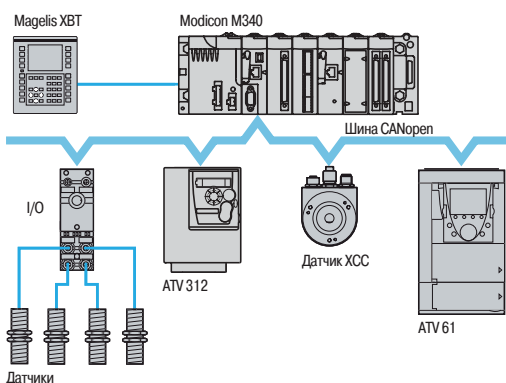 Magelis XBT
Modicon M340
Шина CANopen
I/O
ATV 312
Датчик XCC
ATV 61
Датчики